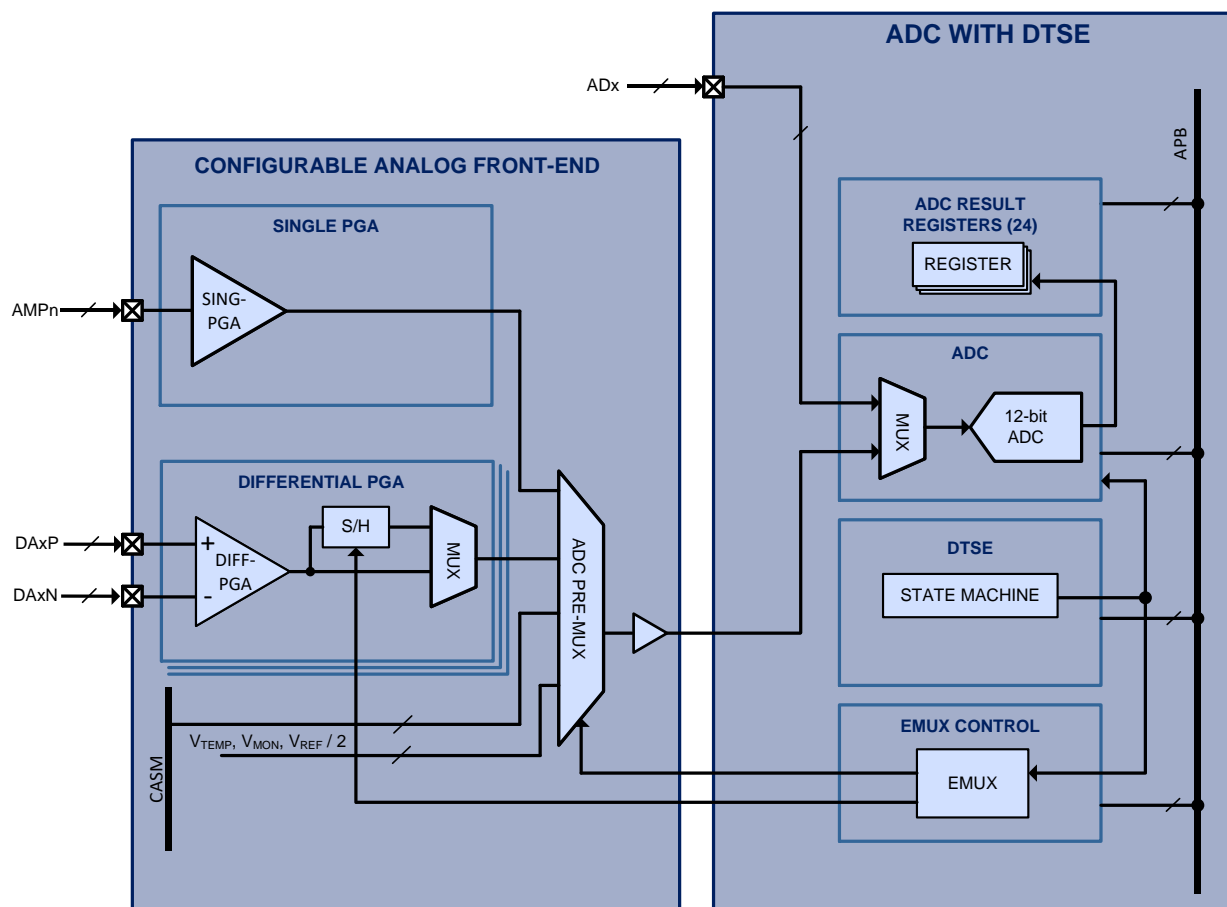 ADC WITH DTSE
ADx
APB
CONFIGURABLE ANALOG FRONT-END
ADC RESULT
REGISTERS (24)
REGISTER
SINGLE PGA
SING-
PGA
AMPn
ADC
MUX
12-bit
ADC
DIFFERENTIAL PGA
S/H
MUX
DAxP
+
DIFF-
PGA
-
DAxN
ADC PRE-MUX
DTSE
STATE MACHINE
EMUX CONTROL
EMUX
VTEMP, VMON, VREF / 2
CASM